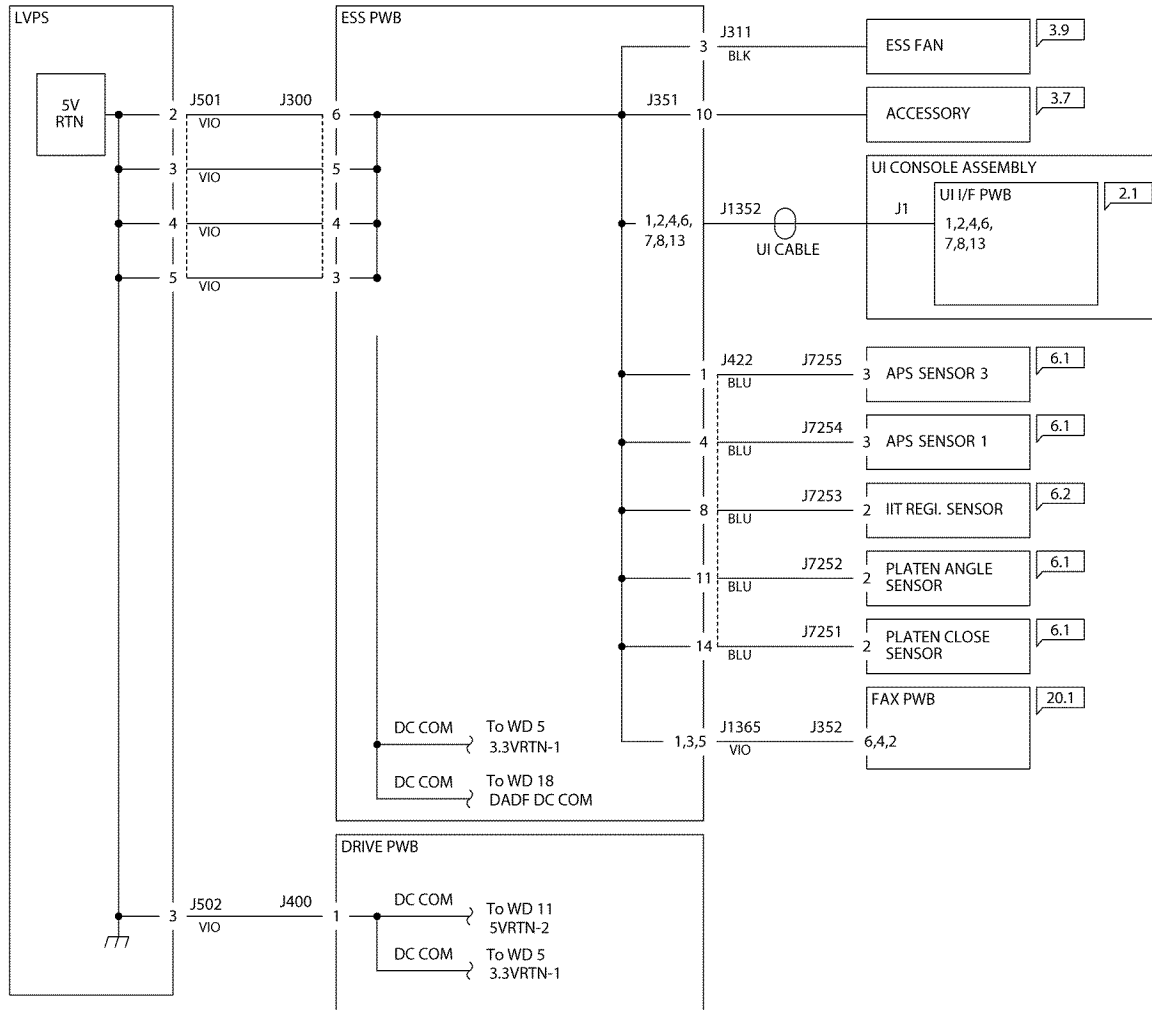 LVPS
ESS PWB
J311
3
BLK
ESS FAN
3.9
5V
RTN
J501
J300
2
VIO
6
J351
10
ACCESSORY
3.7
3
VIO
5
UI CONSOLE ASSEMBLY
UI I/F PWB
2.1
4
VIO
4
1,2,4,6,
7,8,13
J1352
UI CABLE
J1
1,2,4,6,
7,8,13
5
VIO
3
J422
J7255
1
BLU
3
APS SENSOR 3
6.1
J7254
4
BLU
3
APS SENSOR 1
6.1
J7253
8
BLU
2
IIT REGI. SENSOR
6.2
J7252
11
BLU
2
PLATEN ANGLE
SENSOR
6.1
J7251
14
BLU
2
PLATEN CLOSE
SENSOR
6.1
FAX PWB
20.1
DC COM
To WD 5
3.3VRTN-1
1,3,5
J1365
VIO
J352
6,4,2
DC COM
To WD 18
DADF DC COM
DRIVE PWB
J502
J400
3
VIO
1
DC COM
To WD 11
5VRTN-2
DC COM
To WD 5
3.3VRTN-1